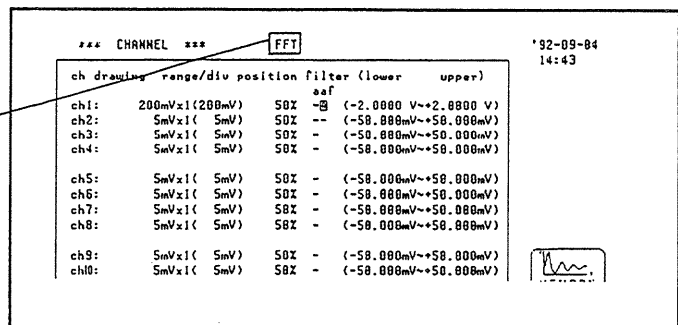 *** CHANNEL *** FFT '92-09-04
14:43
ch drawing range/div position filter (lower upper)
aaf
ch1: 200mVx1(200mV) 50% - (-2.0000 V~+2.0000 V)
ch2: 5mVx1( 5mV) 50% -- (-50.000mV~+50.000mV)
ch3: 5mVx1( 5mV) 50% - (-50.000mV~+50.000mV)
ch4: 5mVx1( 5mV) 50% - (-50.000mV~+50.000mV)
ch5: 5mVx1( 5mV) 50% - (-50.000mV~+50.000mV)
ch6: 5mVx1( 5mV) 50% - (-50.000mV~+50.000mV)
ch7: 5mVx1( 5mV) 50% - (-50.000mV~+50.000mV)
ch8: 5mVx1( 5mV) 50% - (-50.000mV~+50.000mV)
ch9: 5mVx1( 5mV) 50% - (-50.000mV~+50.000mV)
ch10: 5mVx1( 5mV) 50% - (-50.000mV~+50.000mV)